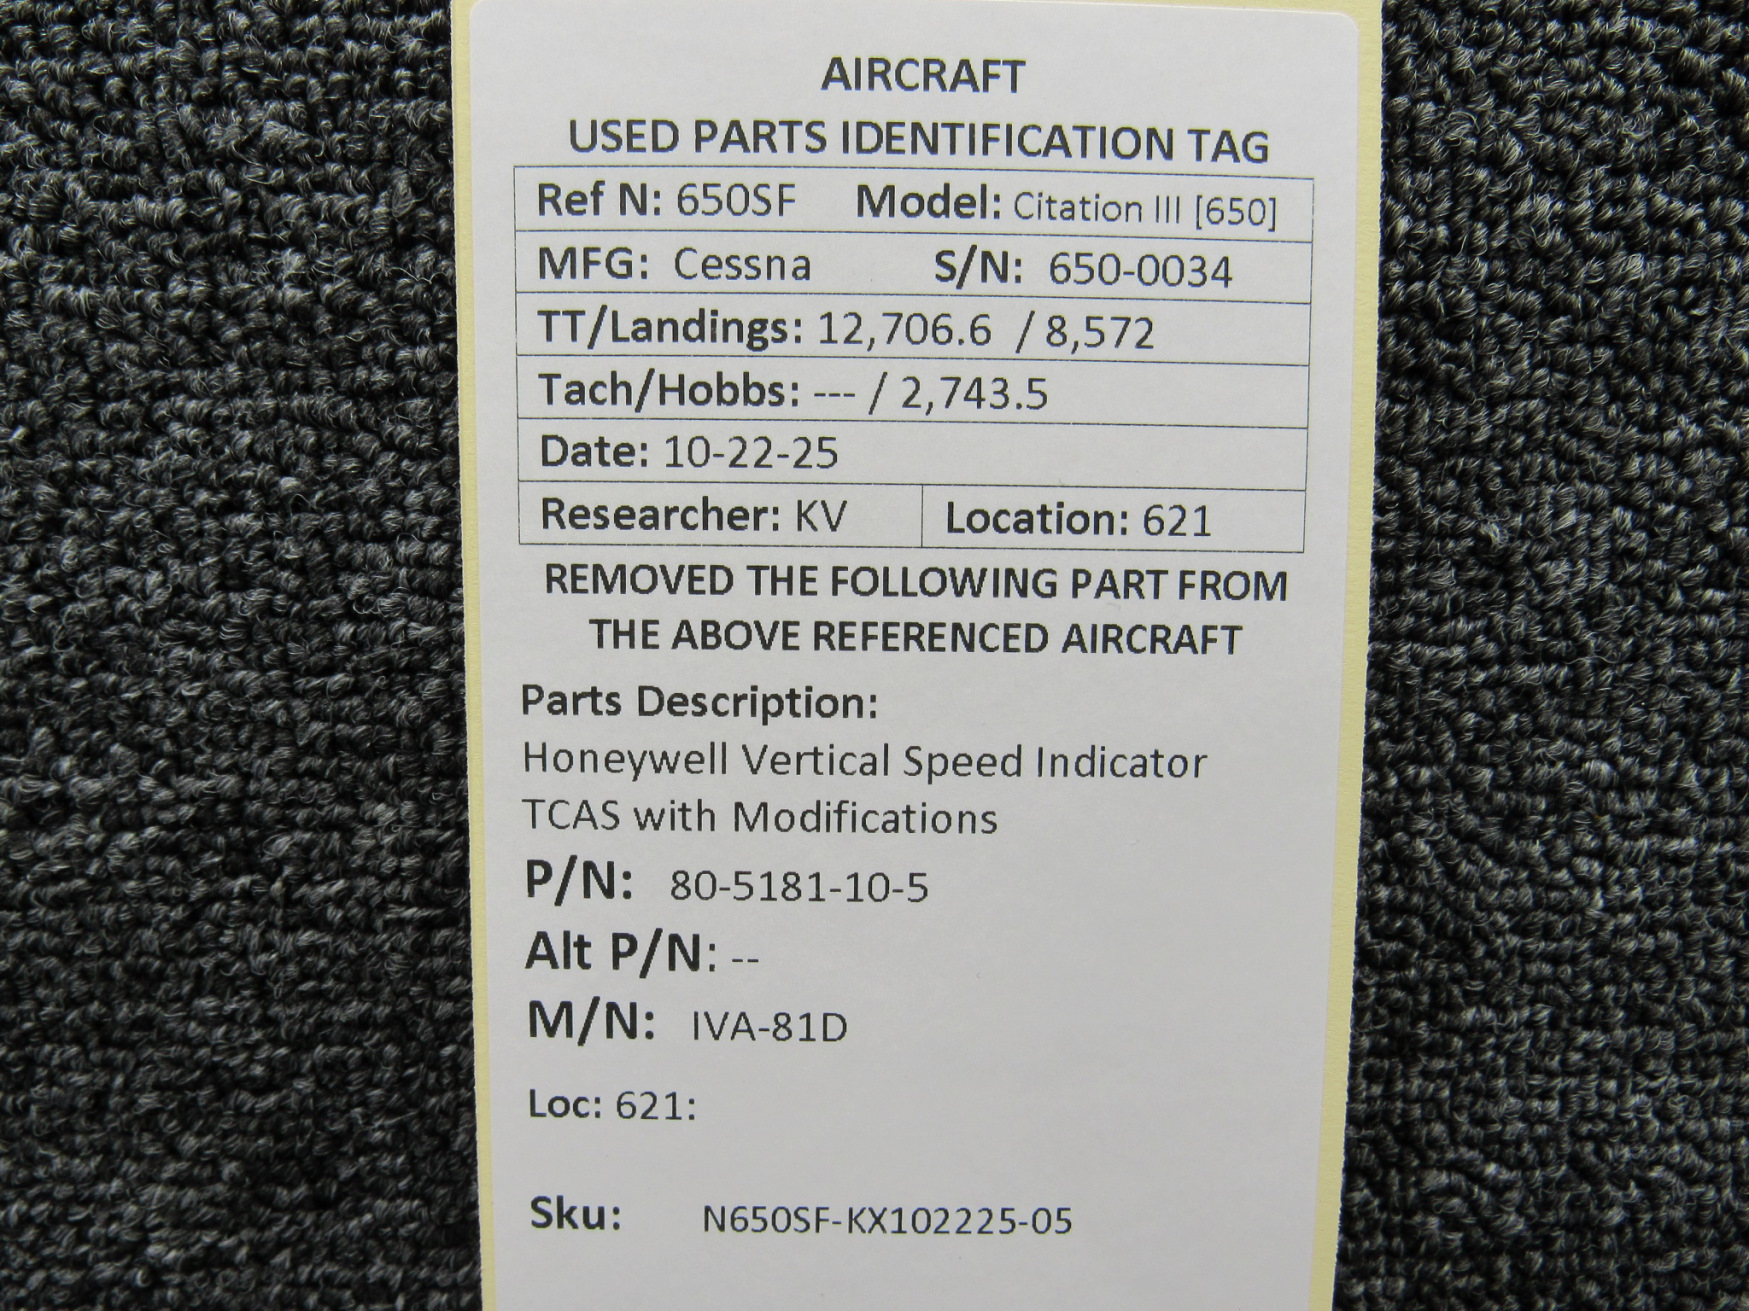 AIRCRAFT
USED PARTS IDENTIFICATION TAG
Ref N: 650SF Model: Citation III [650]
MFG: Cessna S/N: 650-0034
TT/Landings: 12,706.6 / 8,572
Tach/Hobbs: --- / 2,743.5
Date: 10-22-25
Researcher: KV Location: 621
REMOVED THE FOLLOWING PART FROM
THE ABOVE REFERENCED AIRCRAFT
Parts Description:
Honeywell Vertical Speed Indicator
TCAS with Modifications
P/N: 80-5181-10-5
Alt P/N: --
M/N: IVA-81D
Loc: 621:
Sku: N650SF-KX102225-05